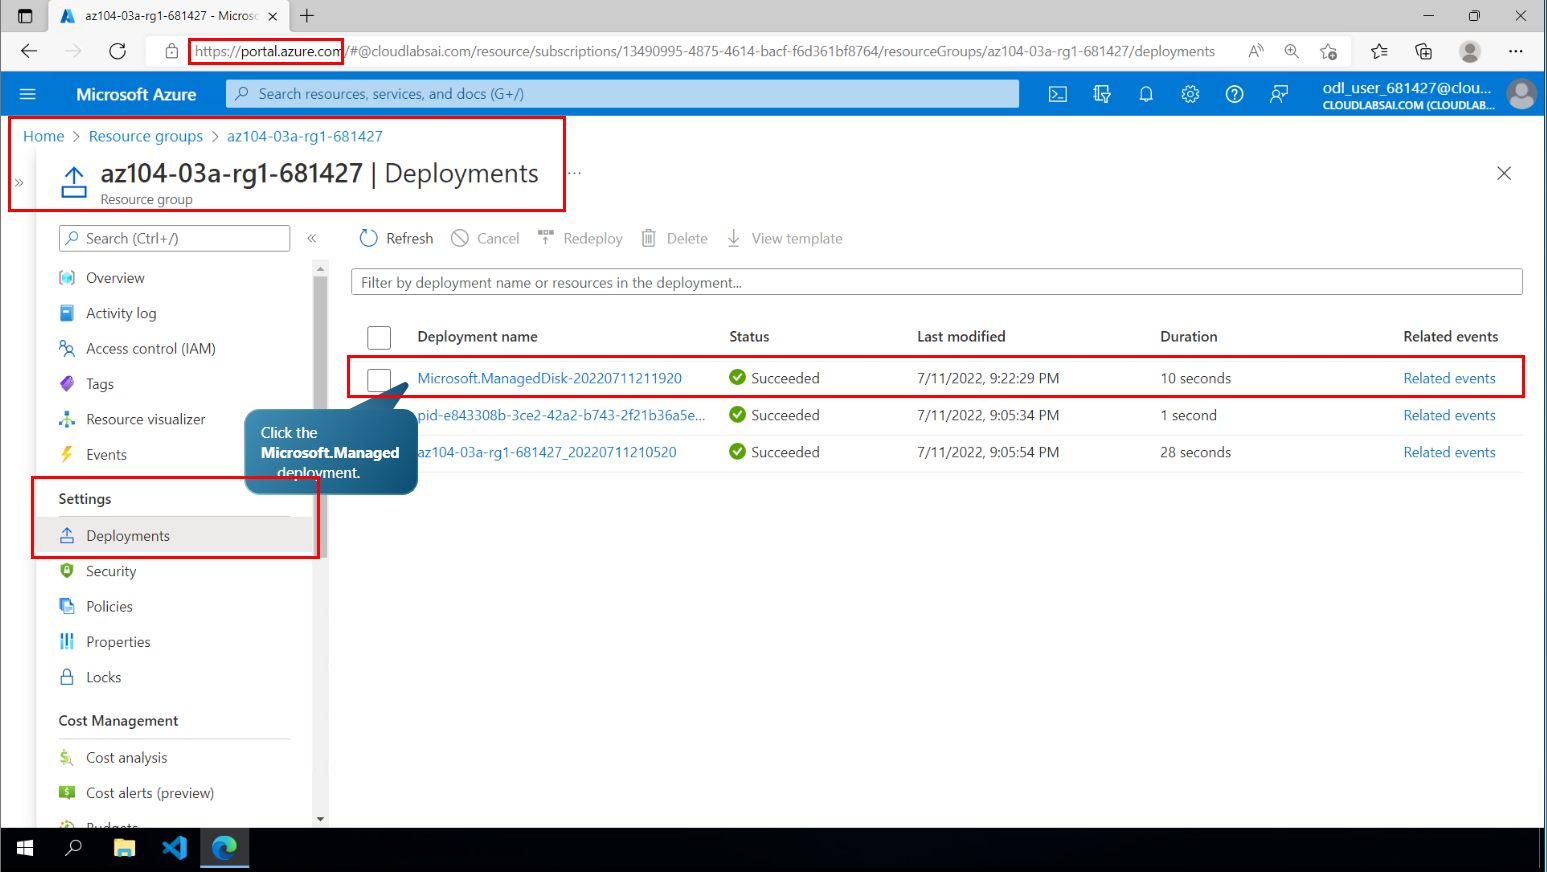 az104-03a-rg1-681427 - Microso
https://portal.azure.com/#@cloudlabsai.com/resource/subscriptions/13490995-4875-4614-bacf-f6d361bf8764/resourceGroups/az104-03a-rg1-681427/deployments
Microsoft Azure
Search resources, services, and docs (G+/)
odl_user_681427@clou...
CLOUDLABSAI.COM (CLOUDLAB...
Home > Resource groups > az104-03a-rg1-681427
az104-03a-rg1-681427 | Deployments ...
Resource group
Search (Ctrl+/)
Overview
Activity log
Access control (IAM)
Tags
Resource visualizer
Events
Settings
Deployments
Security
Policies
Properties
Locks
Cost Management
Cost analysis
Cost alerts (preview)
Budgets
Refresh Cancel Redeploy Delete View template
Filter by deployment name or resources in the deployment...
Deployment name Status Last modified Duration Related events
Microsoft.ManagedDisk-20220711211920 Succeeded 7/11/2022, 9:22:29 PM 10 seconds Related events
pid-e843308b-3ce2-42a2-b743-2f21b36a5e... Succeeded 7/11/2022, 9:05:34 PM 1 second Related events
az104-03a-rg1-681427_20220711210520 Succeeded 7/11/2022, 9:05:54 PM 28 seconds Related events
Click the
Microsoft.Managed
deployment.